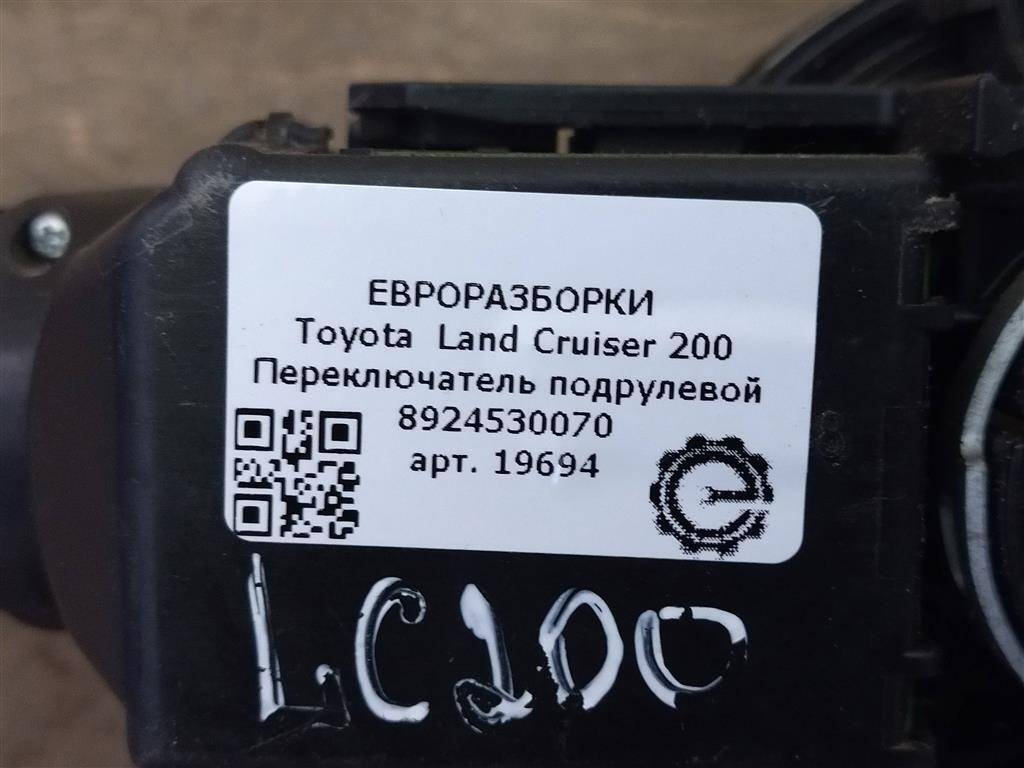 ЕВРОРАЗБОРКИ
Toyota Land Cruiser 200
Переключатель подрулевой
8924530070
арт. 19694
LC200